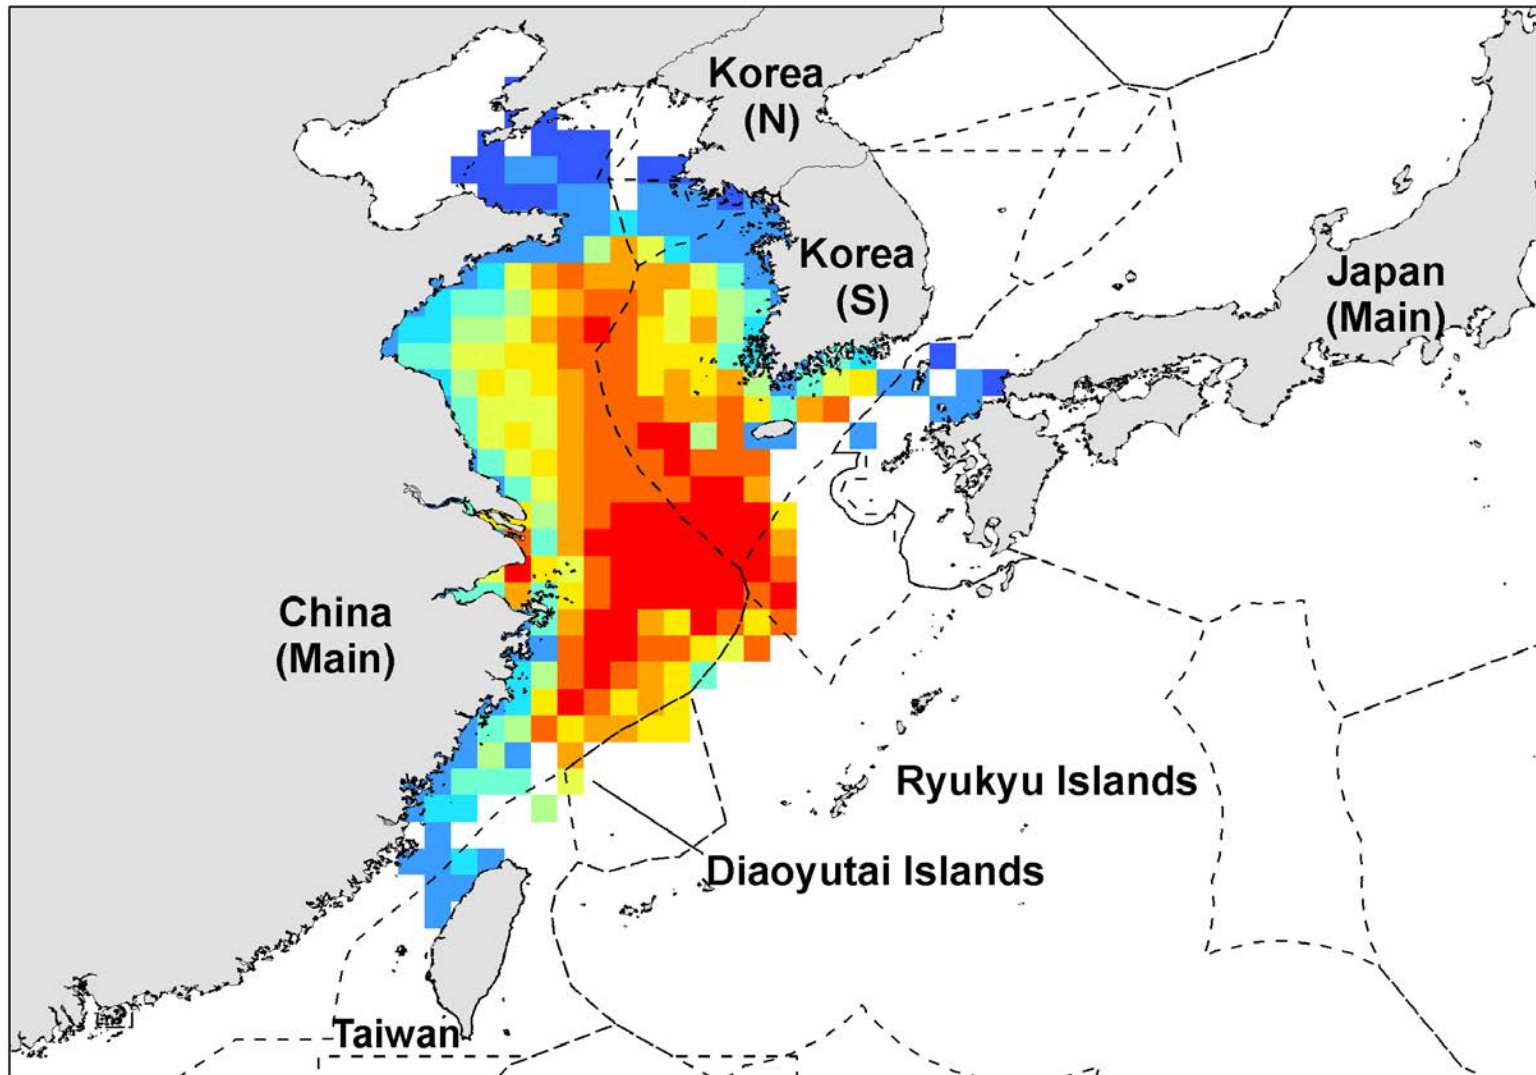 Korea
(N)
Korea
(S)
Japan
(Main)
China
(Main)
Ryukyu Islands
Diaoyutai Islands
Taiwan